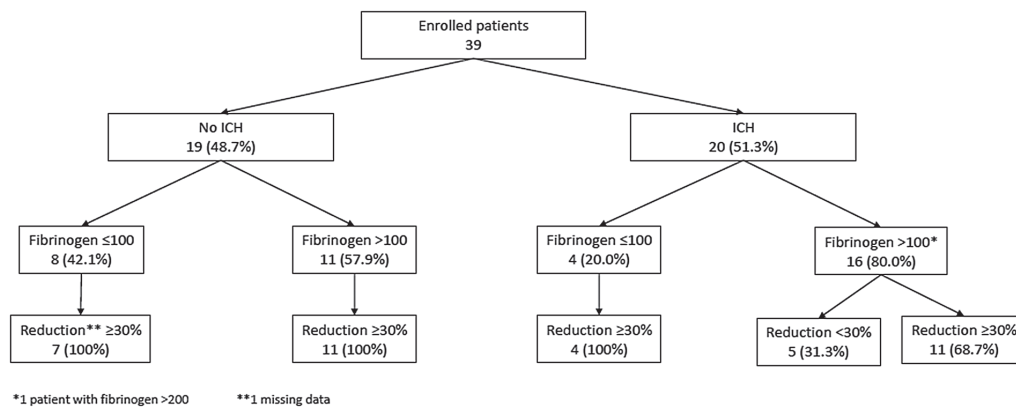 Enrolled patients
39
No ICH
19 (48.7%)
ICH
20 (51.3%)
Fibrinogen ≤100
8 (42.1%)
Fibrinogen >100
11 (57.9%)
Fibrinogen ≤100
4 (20.0%)
Fibrinogen >100*
16 (80.0%)
Reduction** ≥30%
7 (100%)
Reduction ≥30%
11 (100%)
Reduction ≥30%
4 (100%)
Reduction <30%
5 (31.3%)
Reduction ≥30%
11 (68.7%)
*1 patient with fibrinogen >200
**1 missing data